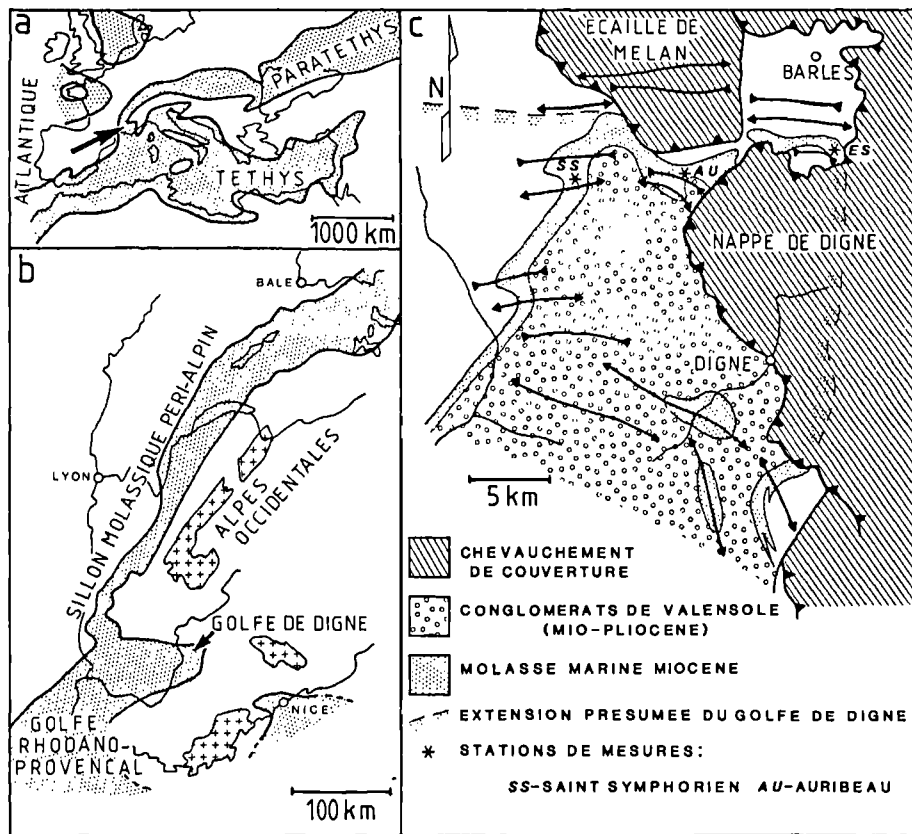 a
ATLANTIQUE
PARATETHYS
TETHYS
1000 km
b
BALE
SILLON MOLASSIQUE PERI-ALPIN
LYON
ALPES
OCCIDENTALES
GOLFE DE DIGNE
GOLFE
RHODANO-
PROVENCAL
NICE
100 km
c
N
ECAILLE DE
MELAN
BARLES
SS
AU
ES
NAPPE DE DIGNE
DIGNE
5 km
CHEVAUCHEMENT
DE COUVERTURE
CONGLOMERATS DE VALENSOLE
(MIO-PLIOCENE)
MOLASSE MARINE MIOCENE
EXTENSION PRESUMEE DU GOLFE DE DIGNE
* STATIONS DE MESURES:
SS-SAINT SYMPHORIEN AU-AURIBEAU